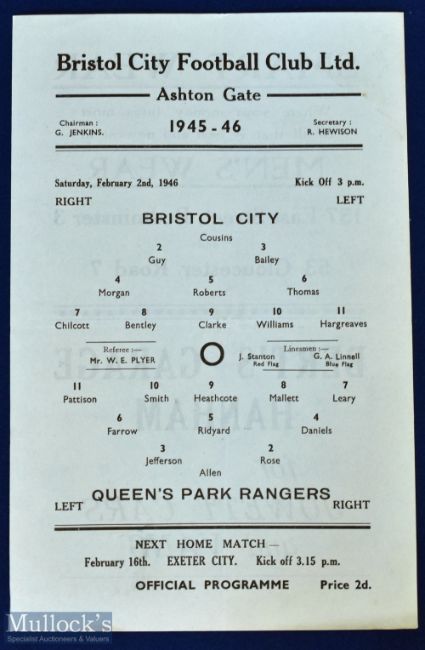 Bristol City Football Club Ltd.
Ashton Gate
Chairman :
G. JENKINS.
1945 - 46
Secretary :
R. HEWISON
Saturday, February 2nd, 1946 Kick Off 3 p.m.
RIGHT LEFT
BRISTOL CITY
Cousins
2 3
Guy Bailey
4 5 6
Morgan Roberts Thomas
7 8 9 10 11
Chilcott Bentley Clarke Williams Hargreaves
Referee :—
Mr. W. E. PLYER
Linesmen :—
J. Stanton G. A. Linnell
Red Flag Blue Flag
11 10 9 8 7
Pattison Smith Heathcote Mallett Leary
6 5 4
Farrow Ridyard Daniels
3 2
Jefferson Rose
Allen
QUEEN'S PARK RANGERS
LEFT RIGHT
NEXT HOME MATCH —
February 16th. EXETER CITY. Kick off 3.15 p.m.
OFFICIAL PROGRAMME Price 2d.
Mullock's
Specialist Auctioneers & Valuers